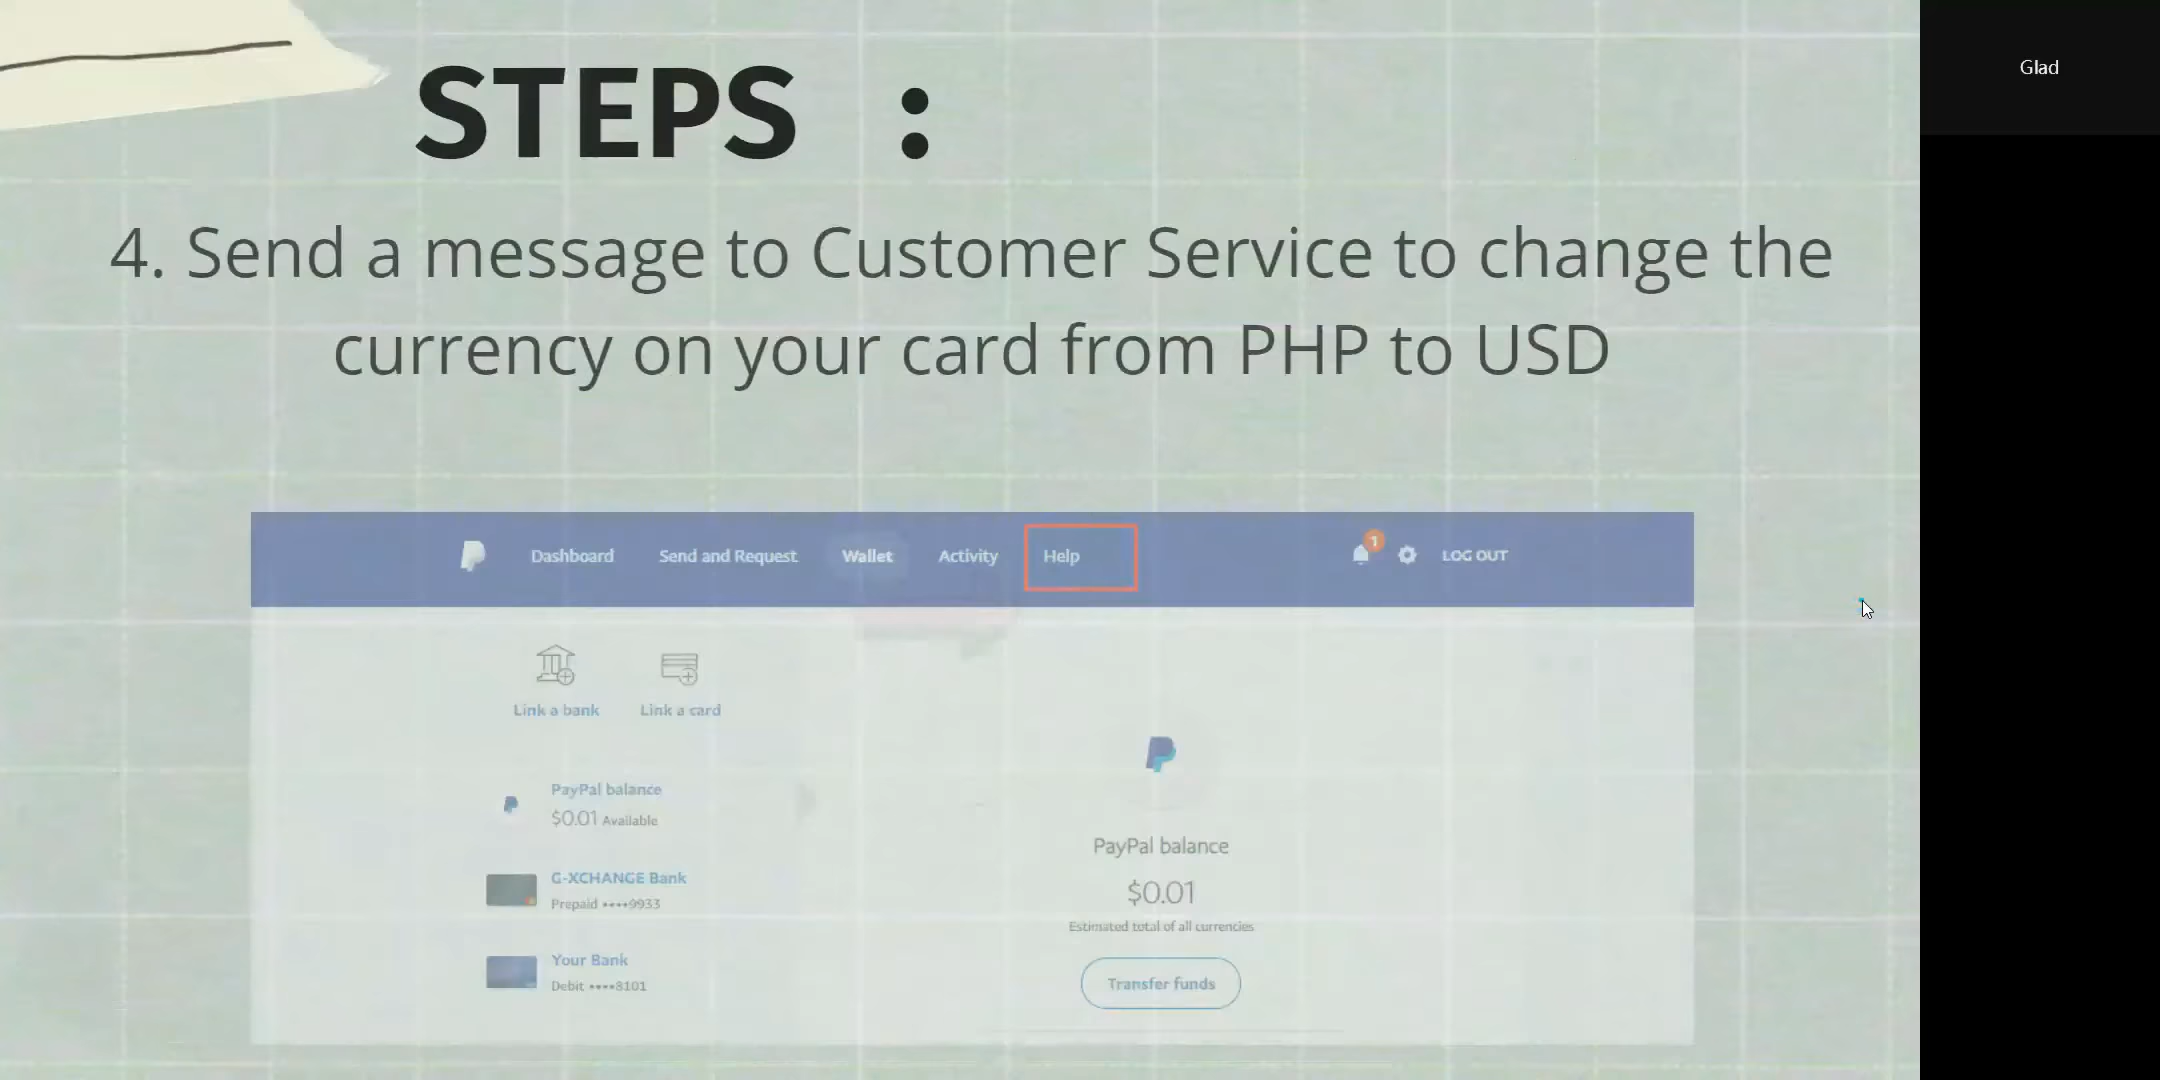 Glad
STEPS :
4. Send a message to Customer Service to change the
currency on your card from PHP to USD
Dashboard
Send and Request
Wallet
Activity
Help
1
LOG OUT
Link a bank
Link a card
PayPal balance
$0.01 Available
G-XCHANGE Bank
Prepaid ••••9933
Your Bank
Debit ••••8101
PayPal balance
$0.01
Estimated total of all currencies
Transfer funds